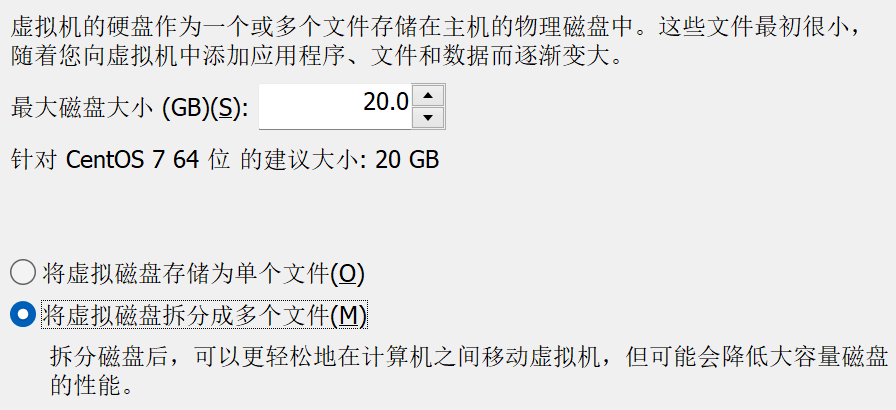 虚拟机的硬盘作为一个或多个文件存储在主机的物理磁盘中。这些文件最初很小，
随着您向虚拟机中添加应用程序、文件和数据而逐渐变大。
最大磁盘大小 (GB)(S): 20.0
针对 CentOS 7 64 位 的建议大小: 20 GB
将虚拟磁盘存储为单个文件(O)
将虚拟磁盘拆分成多个文件(M)
拆分磁盘后，可以更轻松地在计算机之间移动虚拟机，但可能会降低大容量磁盘
的性能。